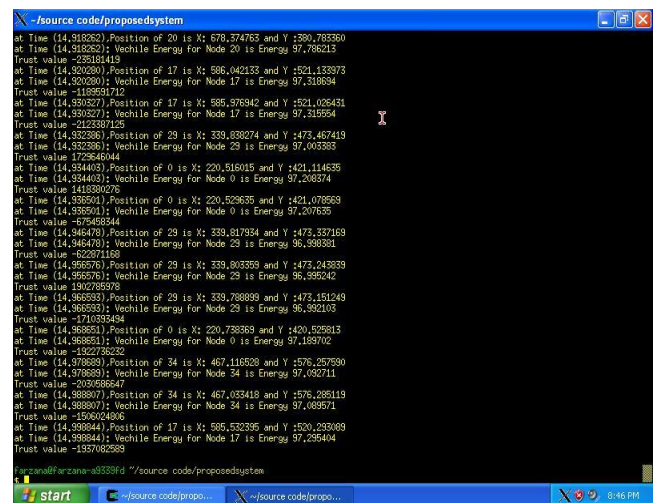 ~/source code/proposedsystem
at Time (14.918262),Position of 20 is X: 678.374763 and Y :380.783360
at Time (14.918262); Vechile Energy for Node 20 is Energy 97.786213
Trust value -235181419
at Time (14.920280),Position of 17 is X: 586.042133 and Y :521.133973
at Time (14.920280); Vechile Energy for Node 17 is Energy 97.318694
Trust value -1189591712
at Time (14.930327),Position of 17 is X: 585.976942 and Y :521.026431
at Time (14.930327); Vechile Energy for Node 17 is Energy 97.315554
Trust value -2123387125
at Time (14.932386),Position of 29 is X: 339.838274 and Y :473.467419
at Time (14.932386); Vechile Energy for Node 29 is Energy 97.003383
Trust value 1729646044
at Time (14.934403),Position of 0 is X: 220.516015 and Y :421.114635
at Time (14.934403); Vechile Energy for Node 0 is Energy 97.208374
Trust value 1418380276
at Time (14.936501),Position of 0 is X: 220.529635 and Y :421.078569
at Time (14.936501); Vechile Energy for Node 0 is Energy 97.207635
Trust value -675458344
at Time (14.946478),Position of 29 is X: 339.817934 and Y :473.337169
at Time (14.946478); Vechile Energy for Node 29 is Energy 96.998381
Trust value -622871168
at Time (14.956576),Position of 29 is X: 339.803359 and Y :473.243839
at Time (14.956576); Vechile Energy for Node 29 is Energy 96.995242
Trust value 1902785978
at Time (14.966593),Position of 29 is X: 339.788899 and Y :473.151249
at Time (14.966593); Vechile Energy for Node 29 is Energy 96.992103
Trust value -1710393494
at Time (14.968651),Position of 0 is X: 220.738369 and Y :420.525813
at Time (14.968651); Vechile Energy for Node 0 is Energy 97.189702
Trust value -1922736232
at Time (14.978689),Position of 34 is X: 467.116528 and Y :576.257590
at Time (14.978689); Vechile Energy for Node 34 is Energy 97.092711
Trust value -2030586647
at Time (14.988807),Position of 34 is X: 467.033418 and Y :576.285119
at Time (14.988807); Vechile Energy for Node 34 is Energy 97.089571
Trust value -1506024806
at Time (14.998844),Position of 17 is X: 585.532395 and Y :520.293089
at Time (14.998844); Vechile Energy for Node 17 is Energy 97.295404
Trust value -1937082589
farzana@farzana-a9339fd ~/source code/proposedsystem
$
start ~/source code/propo... ~/source code/propo... 8:46 PM